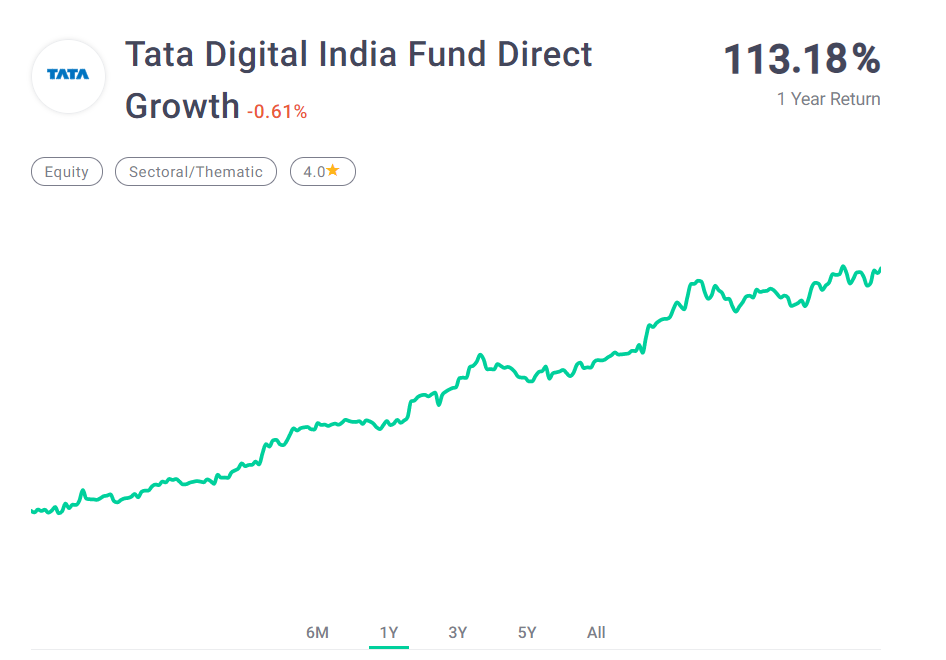 TATA
Tata Digital India Fund Direct
Growth -0.61%
113.18%
1 Year Return
Equity Sectoral/Thematic 4.0★
6M 1Y 3Y 5Y All